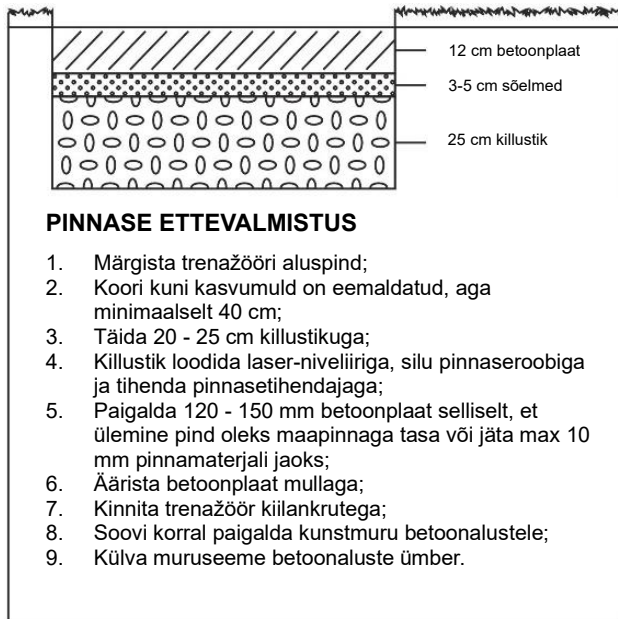 12 cm betoonplaat
3-5 cm sõelmed
25 cm killustik
PINNASE ETTEVALMISTUS
1. Märgista trenažööri aluspind;
2. Koori kuni kasvumuld on eemaldatud, aga
minimaalselt 40 cm;
3. Täida 20 - 25 cm killustikuga;
4. Killustik loodida laser-niveliiriga, silu pinnaseroobiga
ja tihenda pinnasetihendajaga;
5. Paigalda 120 - 150 mm betoonplaat selliselt, et
ülemine pind oleks maapinnaga tasa või jäta max 10
mm pinnamaterjali jaoks;
6. Äärista betoonplaat mullaga;
7. Kinnita trenažöör kiilankrutega;
8. Soovi korral paigalda kunstmuru betoonalustele;
9. Külva muruseeme betoonaluste ümber.